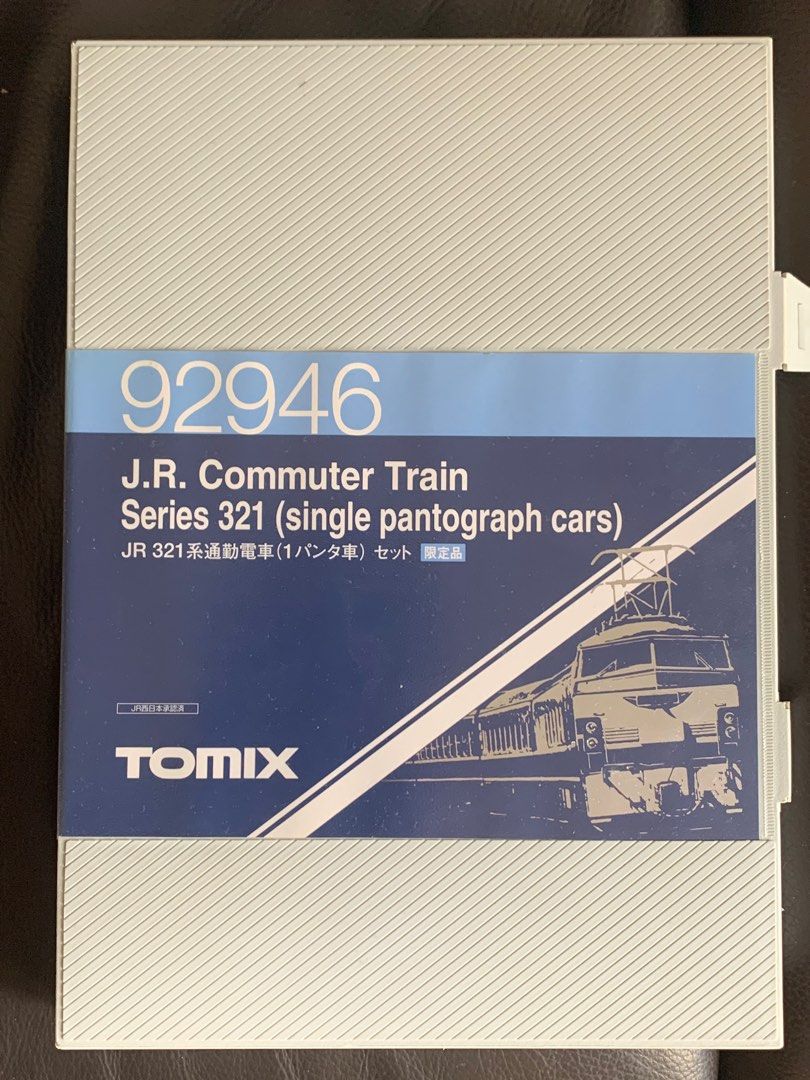 92946
J.R. Commuter Train
Series 321 (single pantograph cars)
JR 321系通勤電車(1パンタ車) セット 限定品
JR西日本承認済
TOMIX